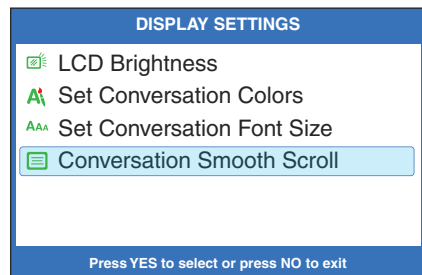 DISPLAY SETTINGS
LCD Brightness
A Set Conversation Colors
AAA Set Conversation Font Size
Conversation Smooth Scroll
Press YES to select or press NO to exit